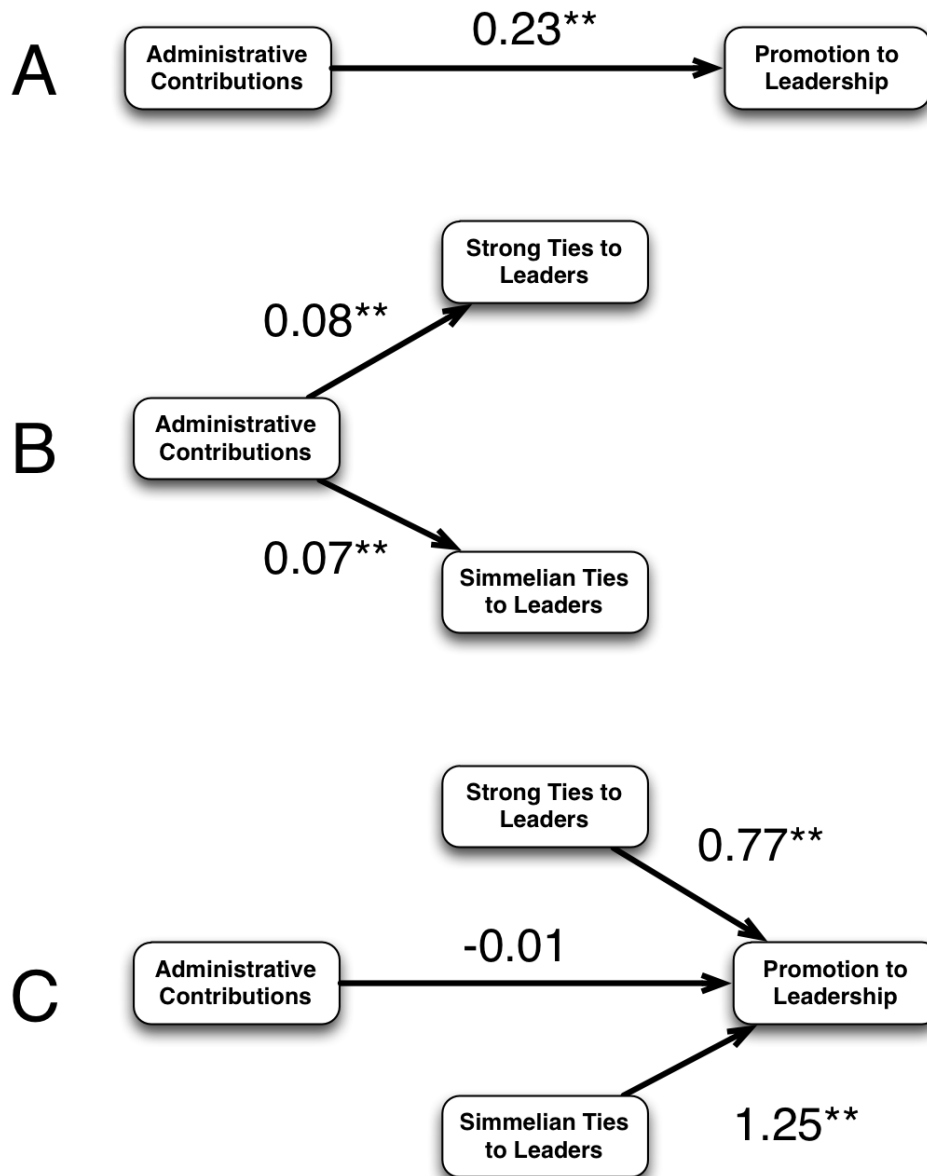 A
Administrative
Contributions
0.23**
Promotion to
Leadership
B
Strong Ties to
Leaders
0.08**
Administrative
Contributions
0.07**
Simmelian Ties
to Leaders
C
Strong Ties to
Leaders
0.77**
-0.01
Administrative
Contributions
Promotion to
Leadership
Simmelian Ties
to Leaders
1.25**